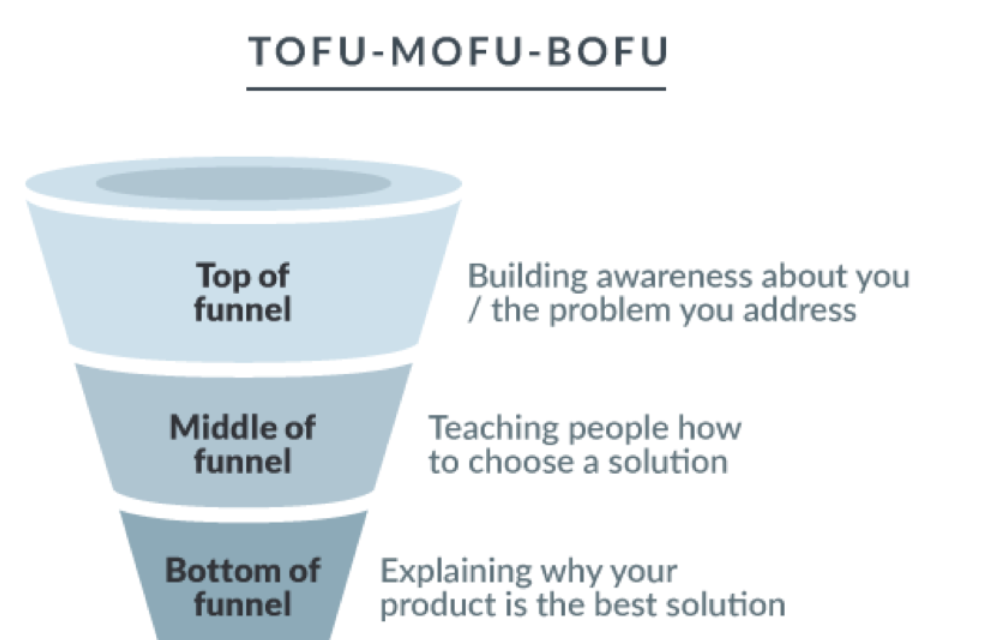 TOFU-MOFU-BOFU
Top of
funnel
Building awareness about you
/ the problem you address
Middle of
funnel
Teaching people how
to choose a solution
Bottom of
funnel
Explaining why your
product is the best solution